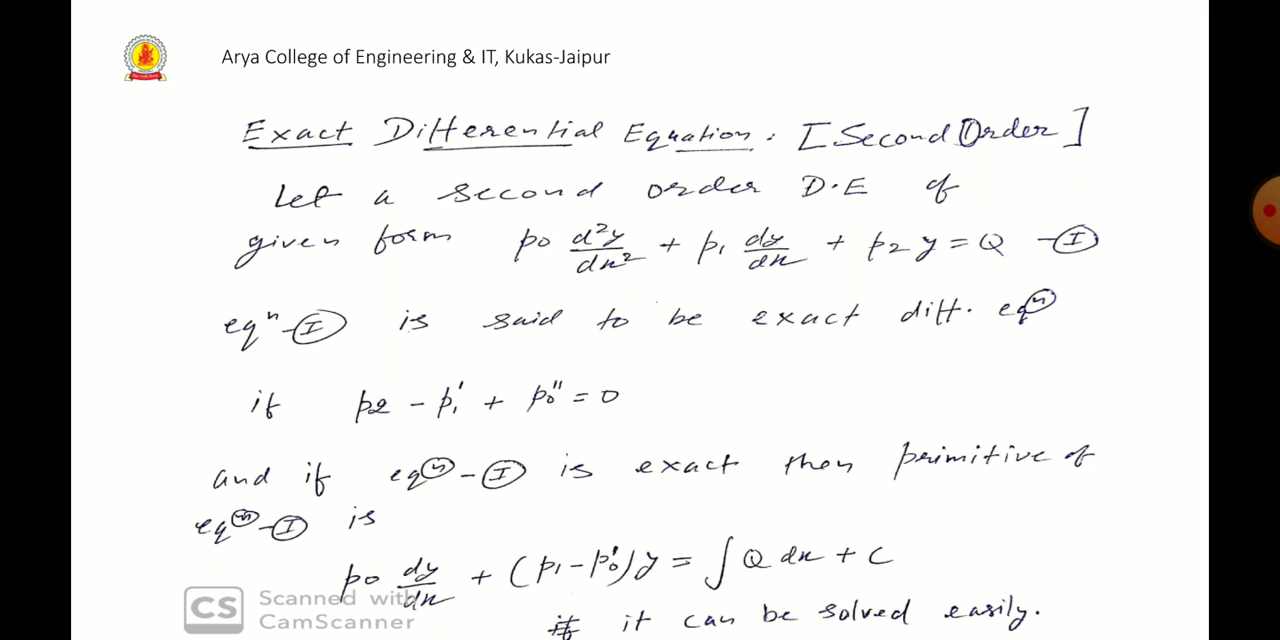 Arya College of Engineering & IT, Kukas-Jaipur
Exact Differential Equation : [Second Order]
Let a second order D.E of
given form p0 d²y/dx² + p1 dy/dx + p2 y = Q -(I)
eqn -(I) is said to be exact diff. eqn
if p2 - p1' + p0'' = 0
and if eqn -(I) is exact then primitive of
eqn -(I) is
p0 dy/dx + (p1 - p0')y = ∫Q dx + C
it can be solved easily.
CS Scanned with
CamScanner